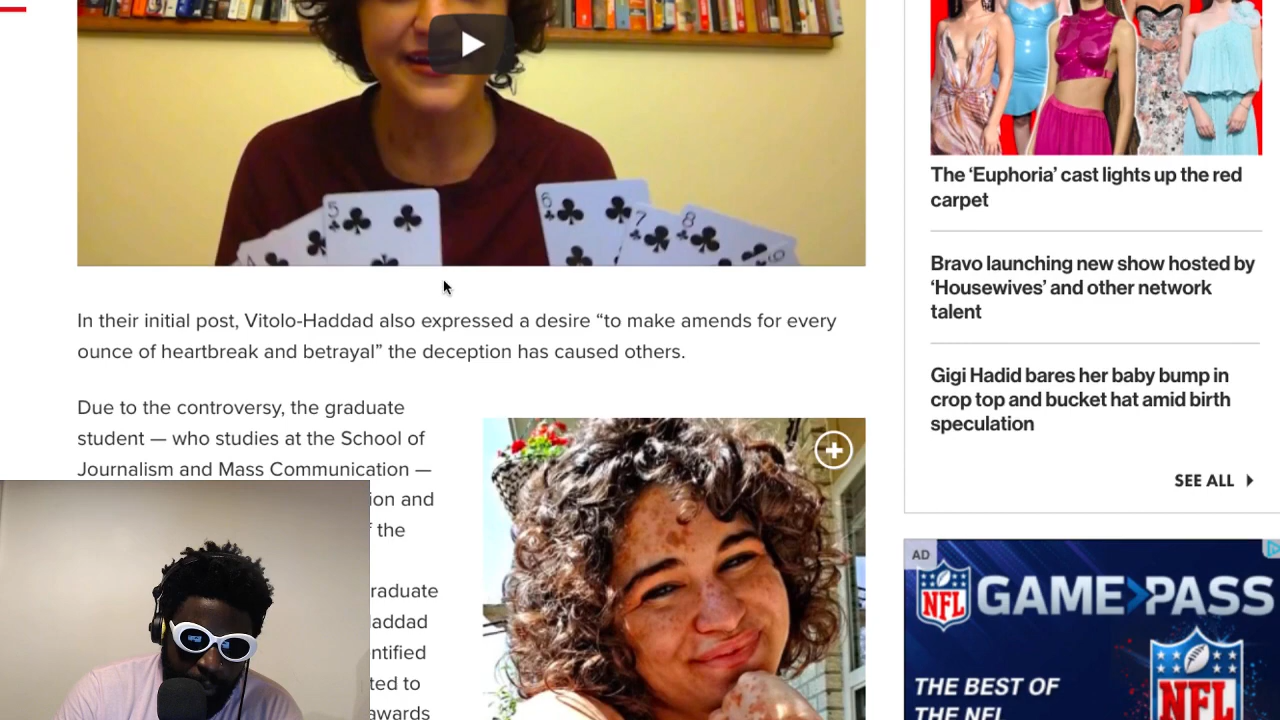 5
6
7
8
In their initial post, Vitolo-Haddad also expressed a desire “to make amends for every
ounce of heartbreak and betrayal” the deception has caused others.
Due to the controversy, the graduate
student — who studies at the School of
Journalism and Mass Communication —
ion and
f the
raduate
addad
ntified
ted to
awards
The ‘Euphoria’ cast lights up the red
carpet
Bravo launching new show hosted by
‘Housewives’ and other network
talent
Gigi Hadid bares her baby bump in
crop top and bucket hat amid birth
speculation
SEE ALL
AD
NFL GAME PASS
THE BEST OF
THE NFL
NFL